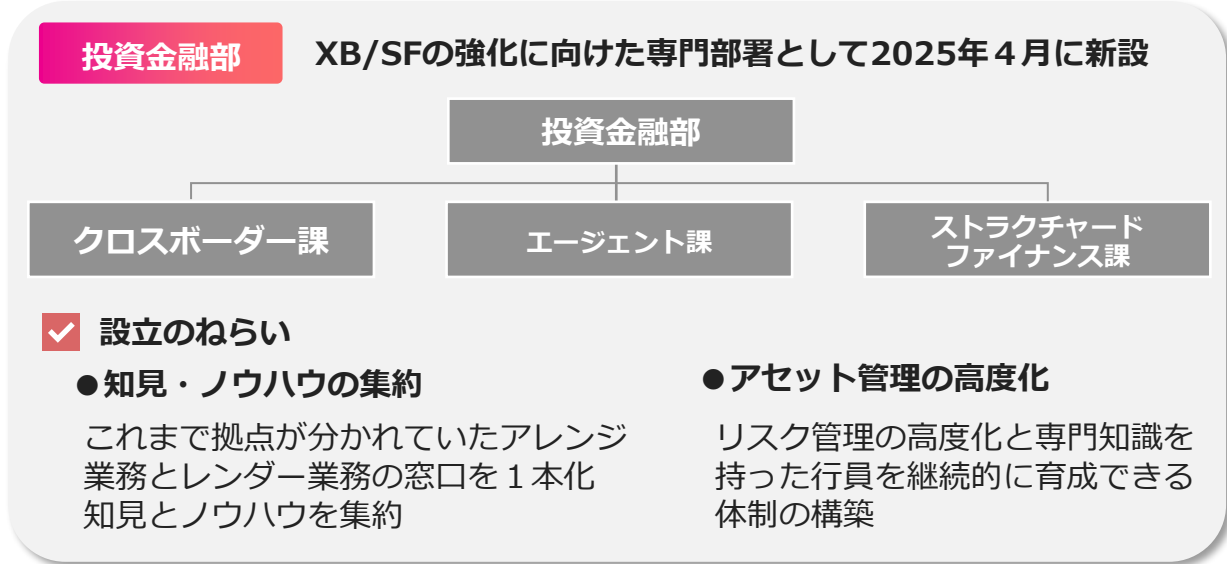 投資金融部
XB/SFの強化に向けた専門部署として2025年４月に新設
投資金融部
クロスボーダー課
エージェント課
ストラクチャード
ファイナンス課
設立のねらい
●知見・ノウハウの集約
これまで拠点が分かれていたアレンジ
業務とレンダー業務の窓口を１本化
知見とノウハウを集約
●アセット管理の高度化
リスク管理の高度化と専門知識を
持った行員を継続的に育成できる
体制の構築